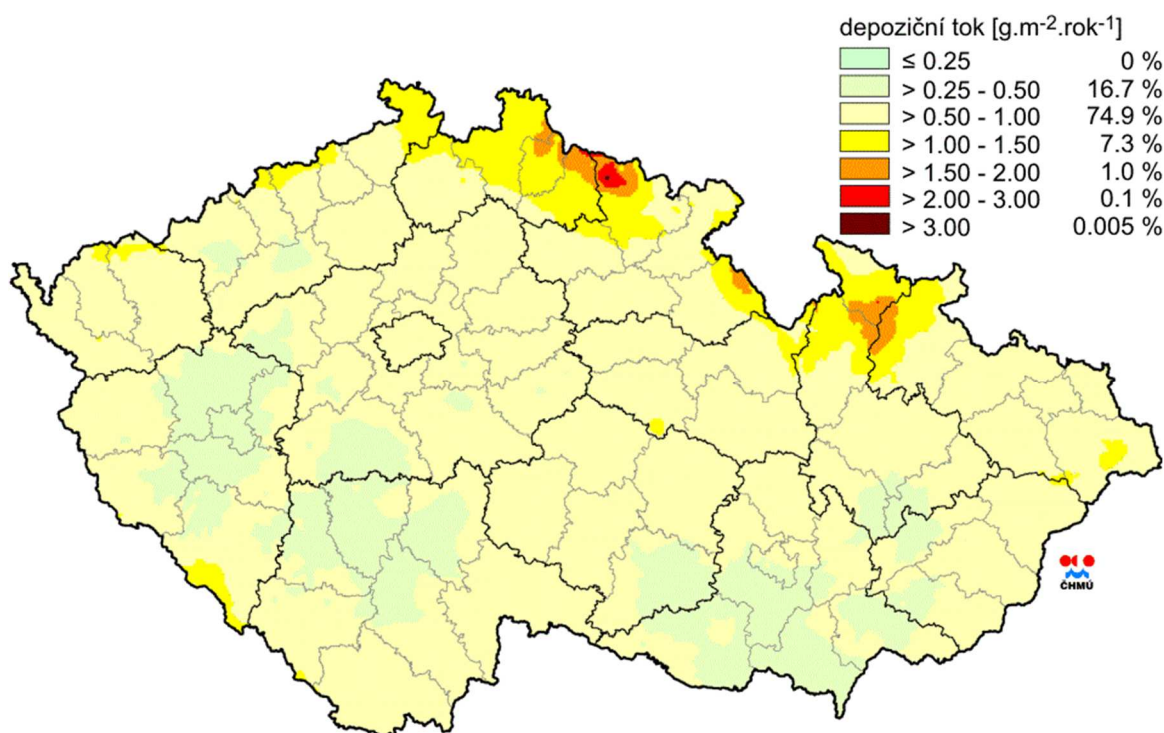 depoziční tok [g.m⁻².rok⁻¹]
≤ 0.25 0 %
> 0.25 - 0.50 16.7 %
> 0.50 - 1.00 74.9 %
> 1.00 - 1.50 7.3 %
> 1.50 - 2.00 1.0 %
> 2.00 - 3.00 0.1 %
> 3.00 0.005 %
ČHMÚ